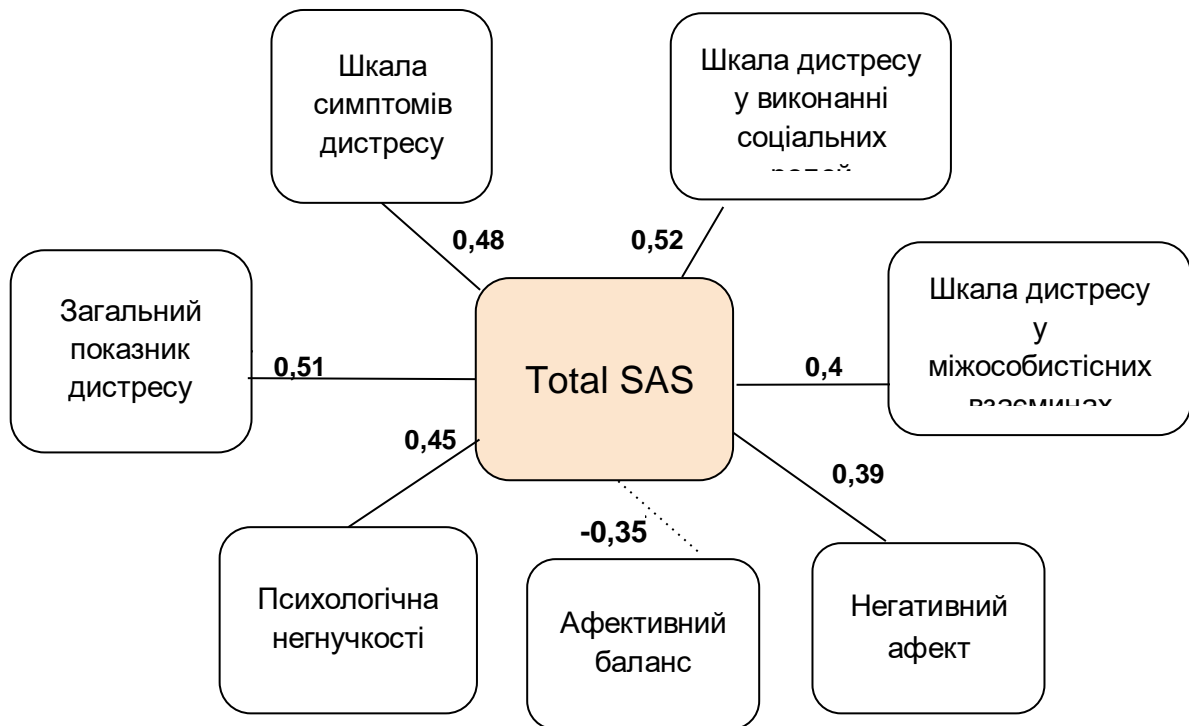 Шкала
симптомів
дистресу
Шкала дистресу
у виконанні
соціальних
0,48
0,52
Загальний
показник
дистресу
0,51
Total SAS
Шкала дистресу
у
міжособистісних
взаєминах
0,4
0,45
0,39
-0,35
Психологічна
негнучкості
Афективний
баланс
Негативний
афект